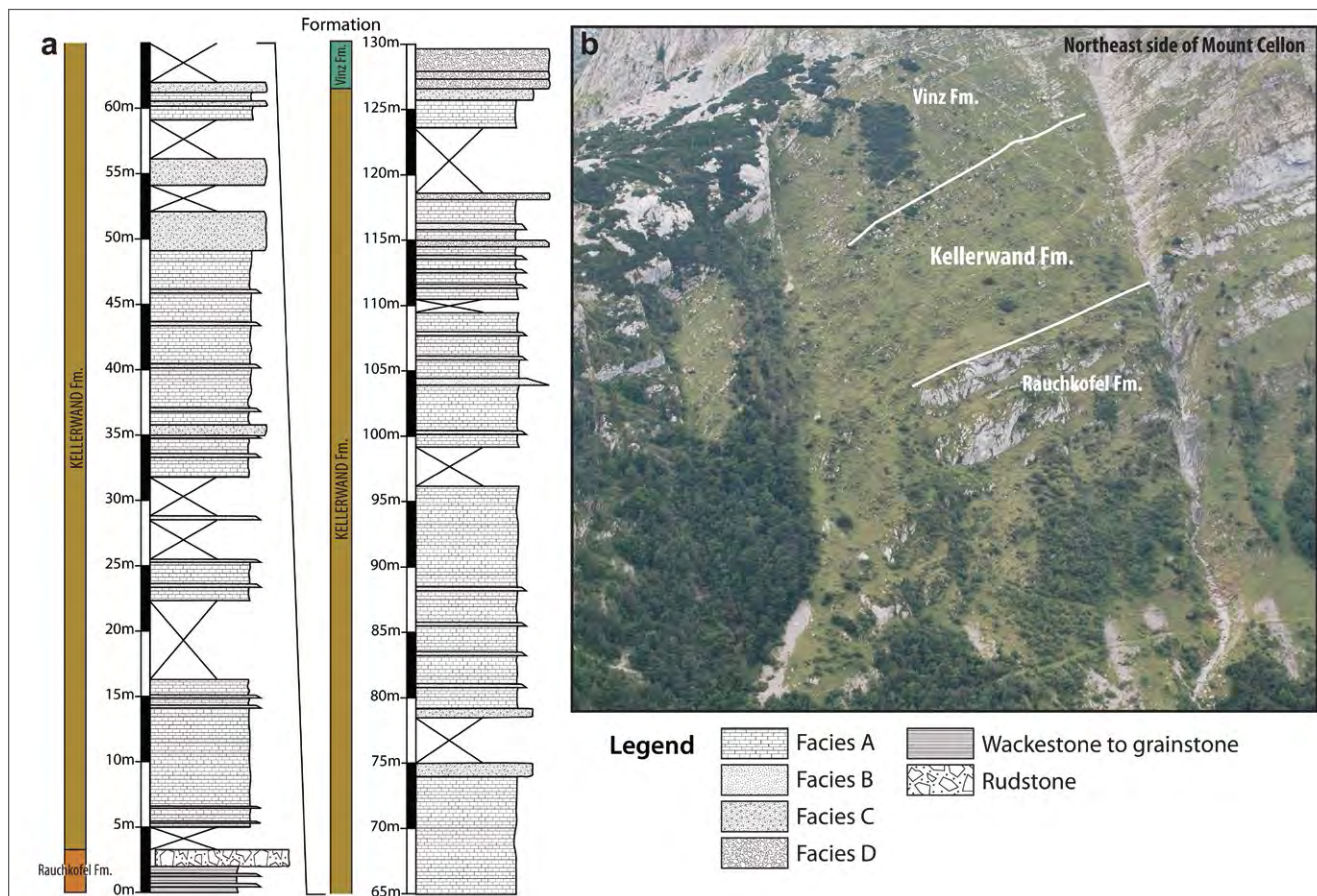 a
Formation
KELLERWAND Fm.
Rauchkofel Fm.
60m
55m
50m
45m
40m
35m
30m
25m
20m
15m
10m
5m
0m
Vinz Fm.
KELLERWAND Fm.
130m
125m
120m
115m
110m
105m
100m
95m
90m
85m
80m
75m
70m
65m
b
Northeast side of Mount Cellon
Vinz Fm.
Kellerwand Fm.
Rauchkofel Fm.
Legend
Facies A
Facies B
Facies C
Facies D
Wackestone to grainstone
Rudstone